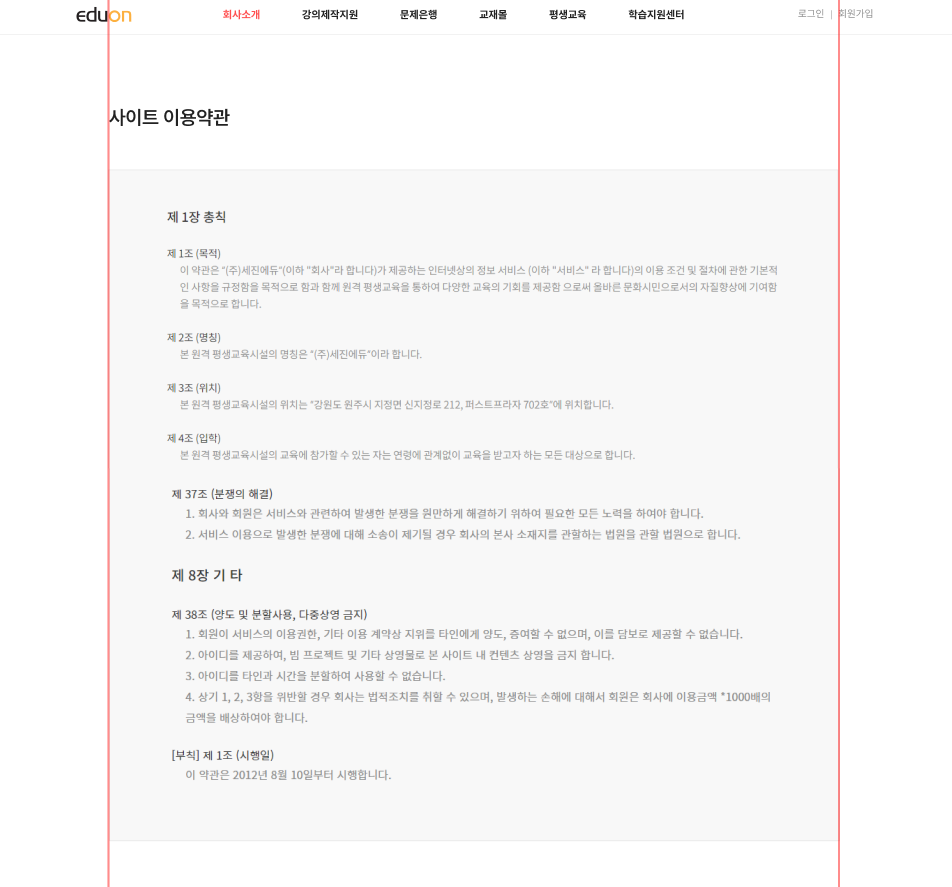 eduon
회사소개 강의제작지원 문제은행 교재몰 평생교육 학습지원센터 로그인 | 회원가입
사이트 이용약관
제 1장 총칙
제 1조 (목적)
이 약관은 "(주)세진에듀"(이하 "회사"라 합니다)가 제공하는 인터넷상의 정보 서비스 (이하 "서비스" 라 합니다)의 이용 조건 및 절차에 관한 기본적
인 사항을 규정함을 목적으로 함과 함께 원격 평생교육을 통하여 다양한 교육의 기회를 제공함 으로써 올바른 문화시민으로서의 자질향상에 기여함
을 목적으로 합니다.
제 2조 (명칭)
본 원격 평생교육시설의 명칭은 "(주)세진에듀"이라 합니다.
제 3조 (위치)
본 원격 평생교육시설의 위치는 "강원도 원주시 지정면 신지정로 212, 퍼스트프라자 702호"에 위치합니다.
제 4조 (입학)
본 원격 평생교육시설의 교육에 참가할 수 있는 자는 연령에 관계없이 교육을 받고자 하는 모든 대상으로 합니다.
제 37조 (분쟁의 해결)
1. 회사와 회원은 서비스와 관련하여 발생한 분쟁을 원만하게 해결하기 위하여 필요한 모든 노력을 하여야 합니다.
2. 서비스 이용으로 발생한 분쟁에 대해 소송이 제기될 경우 회사의 본사 소재지를 관할하는 법원을 관할 법원으로 합니다.
제 8장 기 타
제 38조 (양도 및 분할사용, 다중상영 금지)
1. 회원이 서비스의 이용권한, 기타 이용 계약상 지위를 타인에게 양도, 증여할 수 없으며, 이를 담보로 제공할 수 없습니다.
2. 아이디를 제공하여, 빔 프로젝트 및 기타 상영물로 본 사이트 내 컨텐츠 상영을 금지 합니다.
3. 아이디를 타인과 시간을 분할하여 사용할 수 없습니다.
4. 상기 1, 2, 3항을 위반할 경우 회사는 법적조치를 취할 수 있으며, 발생하는 손해에 대해서 회원은 회사에 이용금액 *1000배의
금액을 배상하여야 합니다.
[부칙] 제 1조 (시행일)
이 약관은 2012년 8월 10일부터 시행합니다.